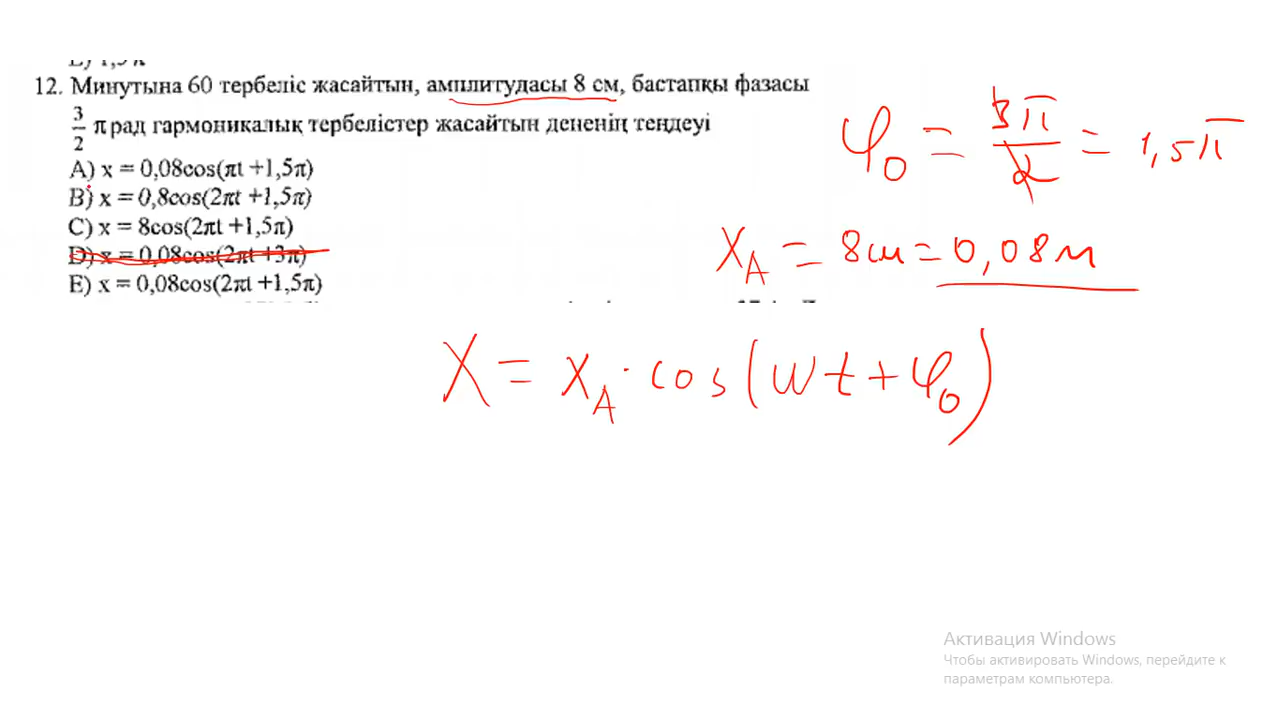 12. Минутына 60 тербеліс жасайтын, амплитудасы 8 см, бастапқы фазасы
3/2 π рад гармоникалық тербелістер жасайтын дененің теңдеуі
A) x = 0,08cos(πt +1,5π)
B) x = 0,8cos(2πt +1,5π)
C) x = 8cos(2πt +1,5π)
D) x = 0,08cos(2πt +3π)
E) x = 0,08cos(2πt +1,5π)
φ0 = 3π/2 = 1,5π
XA = 8см = 0,08м
X = XA · cos(wt + φ0)
Активация Windows
Чтобы активировать Windows, перейдите к
параметрам компьютера.